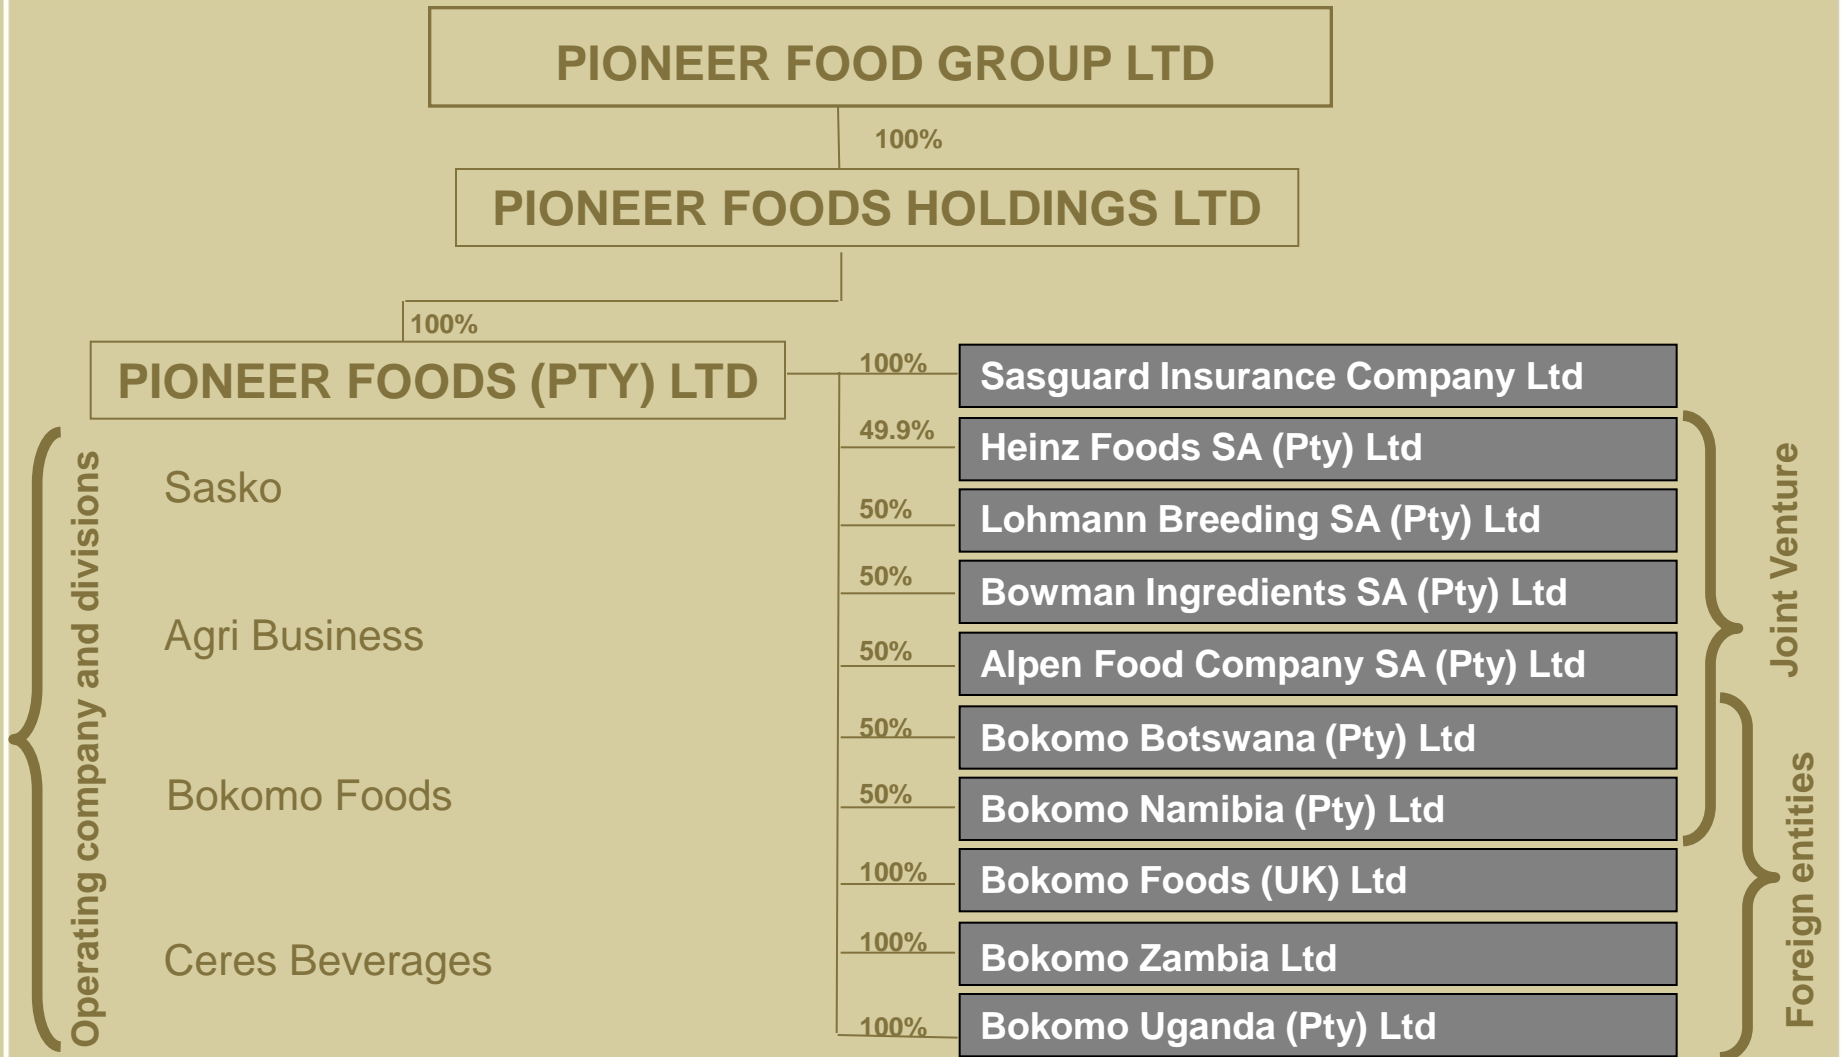 PIONEER FOOD GROUP LTD
100%
PIONEER FOODS HOLDINGS LTD
100%
PIONEER FOODS (PTY) LTD
Operating company and divisions
Sasko
Agri Business
Bokomo Foods
Ceres Beverages
100%
Sasguard Insurance Company Ltd
49.9%
Heinz Foods SA (Pty) Ltd
50%
Lohmann Breeding SA (Pty) Ltd
50%
Bowman Ingredients SA (Pty) Ltd
50%
Alpen Food Company SA (Pty) Ltd
50%
Bokomo Botswana (Pty) Ltd
50%
Bokomo Namibia (Pty) Ltd
100%
Bokomo Foods (UK) Ltd
100%
Bokomo Zambia Ltd
100%
Bokomo Uganda (Pty) Ltd
Joint Venture
Foreign entities